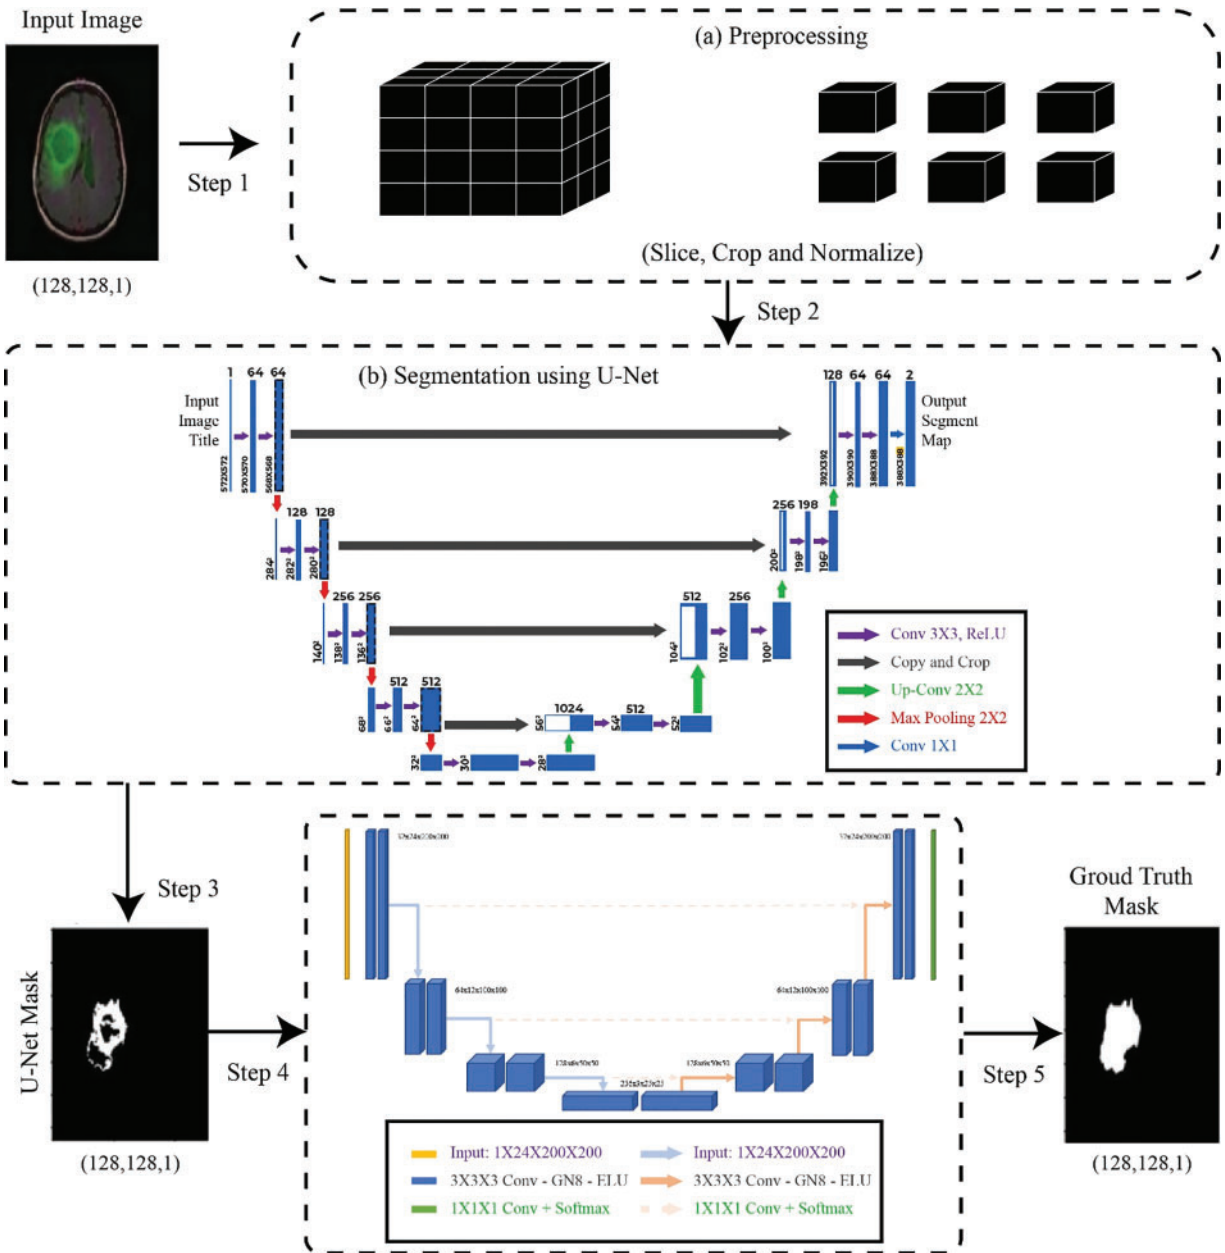 Input Image
(128,128,1)
Step 1
(a) Preprocessing
(Slice, Crop and Normalize)
Step 2
(b) Segmentation using U-Net
Input
Image
Title
1 64 64
572X572
570X570
568X568
128 128
284²
282²
280²
256 256
140²
138²
136²
512 512
68²
66²
64²
32²
30²
28²
1024 512
56²
54²
52²
512 256
104²
102²
100²
256 198
200²
198²
196²
128 64 64 2
392X392
390X390
388X388
388X388
Output
Segment
Map
Conv 3X3, ReLU
Copy and Crop
Up-Conv 2X2
Max Pooling 2X2
Conv 1X1
Step 3
U-Net Mask
(128,128,1)
Step 4
64x12x100x100
64x12x100x100
128x6x50x50
128x6x50x50
Input: 1X24X200X200
3X3X3 Conv - GN8 - ELU
1X1X1 Conv + Softmax
Input: 1X24X200X200
3X3X3 Conv - GN8 - ELU
1X1X1 Conv + Softmax
Step 5
Groud Truth
Mask
(128,128,1)